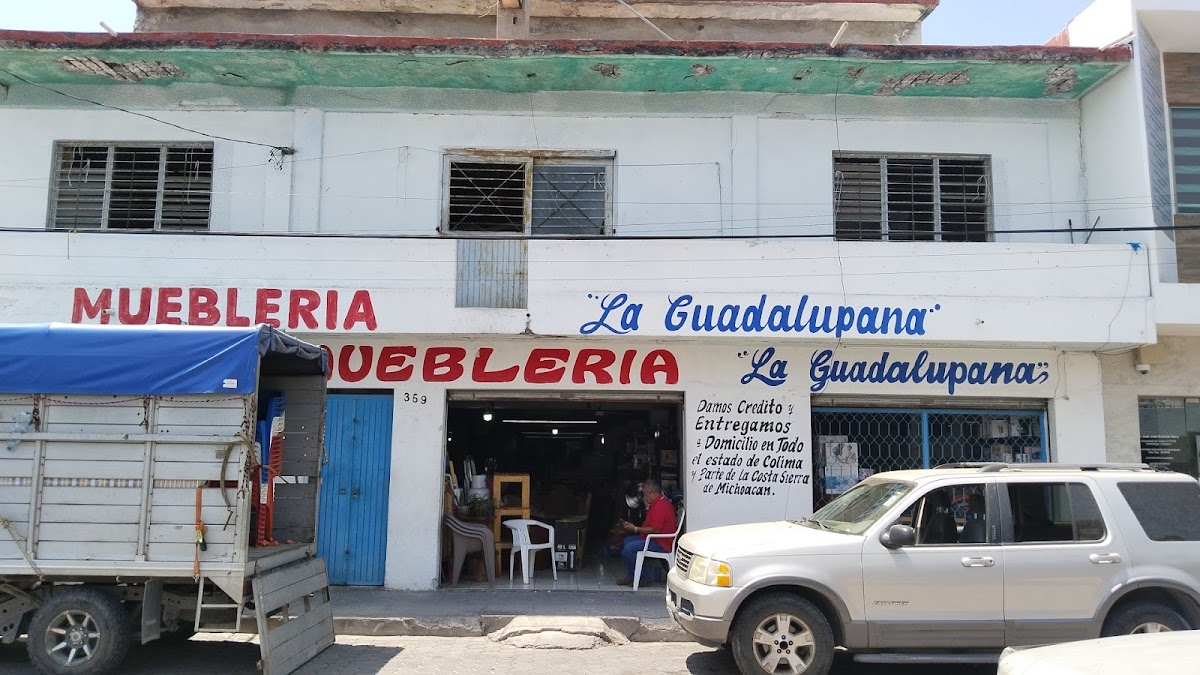 MUEBLERIA "La Guadalupana"
MUEBLERIA "La Guadalupana"
359
Damos Credito y
Entregamos
a Domicilio en Todo
el estado de Colima
y Parte de la Costa Sierra
de Michoacan.